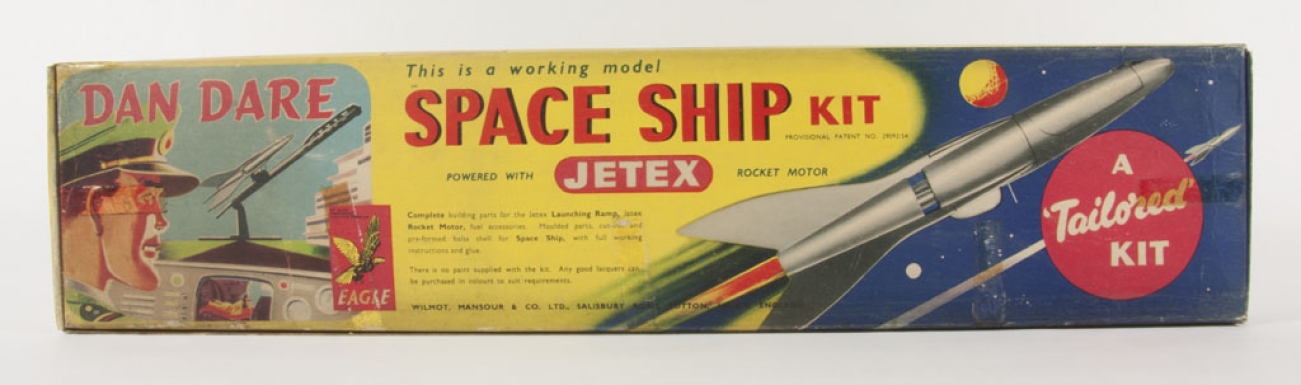 DAN DARE
EAGLE
This is a working model
SPACE SHIP KIT
PROVISIONAL PATENT NO.
POWERED WITH JETEX ROCKET MOTOR
Complete building parts for the Jetex Launching Ramp, Jetex
Rocket Motor, fuel accessories. Moulded parts, cut-out and
pre-formed balsa shell for Space Ship, with full working
instructions and glue.
There is no paint supplied with the kit. Any good lacquers can
be purchased in colours to suit requirements.
WILMOT, MANSOUR & CO. LTD., SALISBURY
A
'Tailored'
KIT